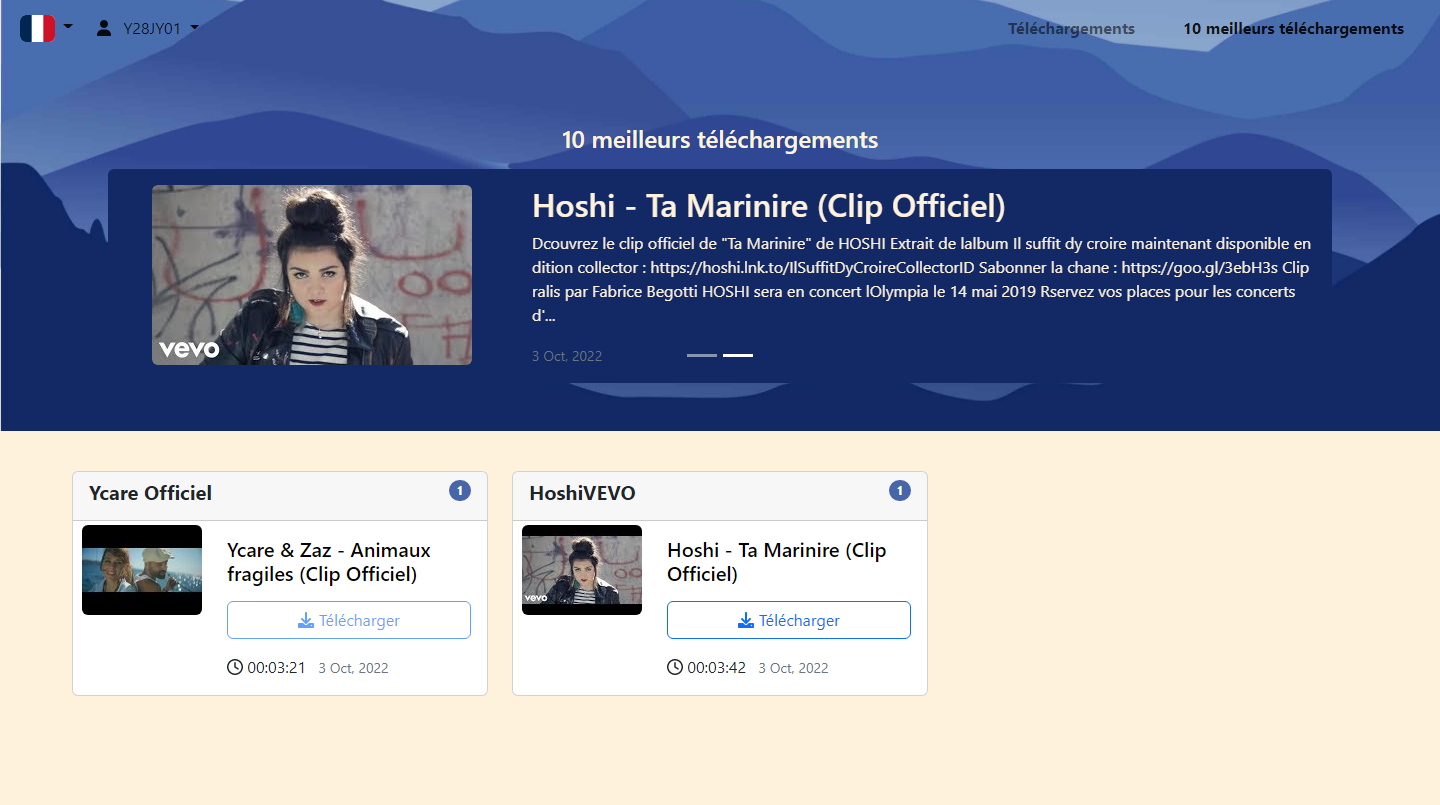 Y28JY01
Téléchargements
10 meilleurs téléchargements
10 meilleurs téléchargements
vevo
Hoshi - Ta Marinire (Clip Officiel)
Dcouvrez le clip officiel de "Ta Marinire" de HOSHI Extrait de lalbum Il suffit dy croire maintenant disponible en
dition collector : https://hoshi.lnk.to/IlSuffitDyCroireCollectorID Sabonner la chane : https://goo.gl/3ebH3s Clip
ralis par Fabrice Begotti HOSHI sera en concert lOlympia le 14 mai 2019 Rservez vos places pour les concerts
d'...
3 Oct, 2022
Ycare Officiel
1
Ycare & Zaz - Animaux
fragiles (Clip Officiel)
Télécharger
00:03:21 3 Oct, 2022
HoshiVEVO
1
vevo
Hoshi - Ta Marinire (Clip
Officiel)
Télécharger
00:03:42 3 Oct, 2022